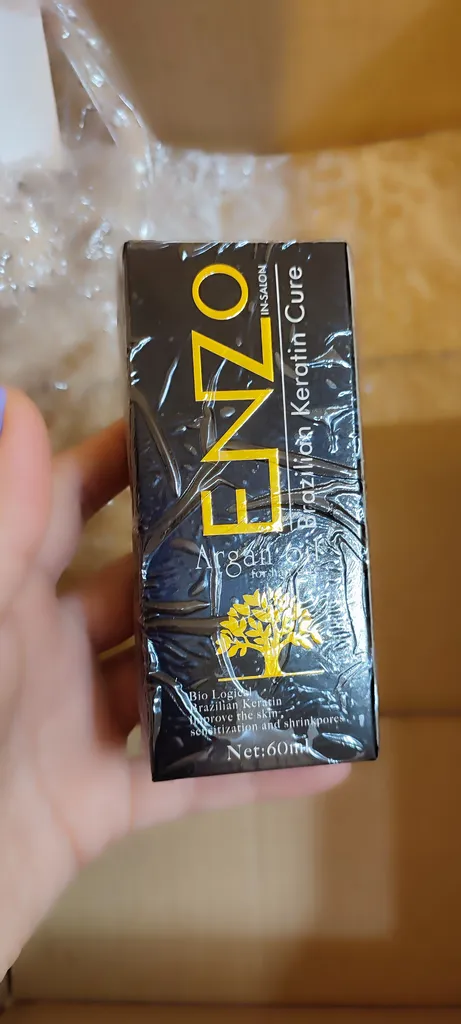 ENZO
IN-SALON
Brazilian Keratin Cure
Argan oil
for
Bio Logical
Brazilian Keratin
Improve the skin
sensitization and shrinkpores
Net:60ml